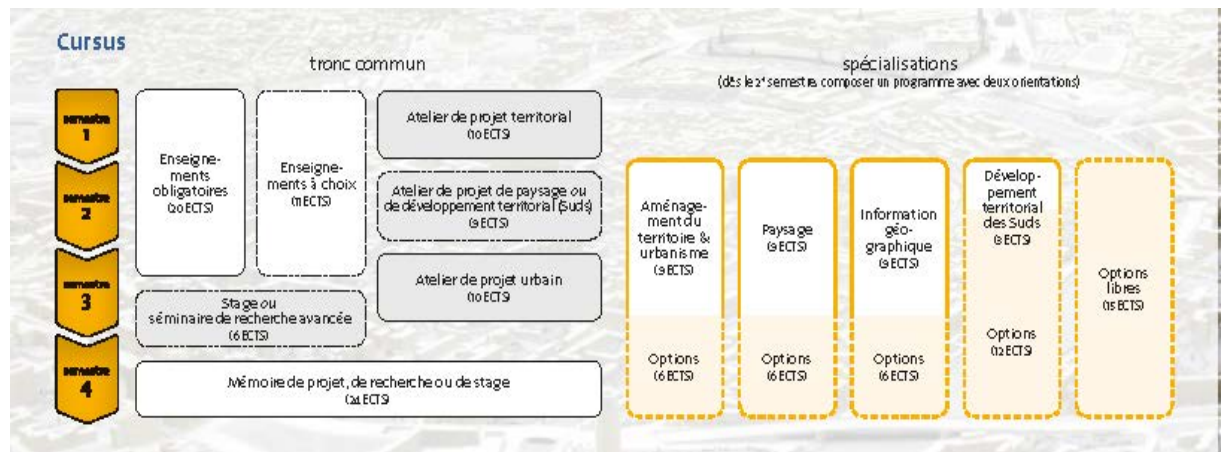 Cursus
tronc commun
spécialisations
(dès le 2e semestre, composer un programme avec deux orientations)
semestre
1
semestre
2
semestre
3
semestre
4
Enseigne-
ments
obligatoires
(20 ECTS)
Enseigne-
ments à choix
(11 ECTS)
Atelier de projet territorial
(10 ECTS)
Atelier de projet de paysage ou
de développement territorial (Suds)
(9 ECTS)
Atelier de projet urbain
(10 ECTS)
Stage ou
séminaire de recherche avancée
(6 ECTS)
Mémoire de projet, de recherche ou de stage
(24 ECTS)
Aménage-
ment du
territoire &
urbanisme
(9 ECTS)
Options
(6 ECTS)
Paysage
(9 ECTS)
Options
(6 ECTS)
Information
géo-
graphique
(9 ECTS)
Options
(6 ECTS)
Dévelop-
pement
territorial
des Suds
(3 ECTS)
Options
(12 ECTS)
Options
libres
(15 ECTS)